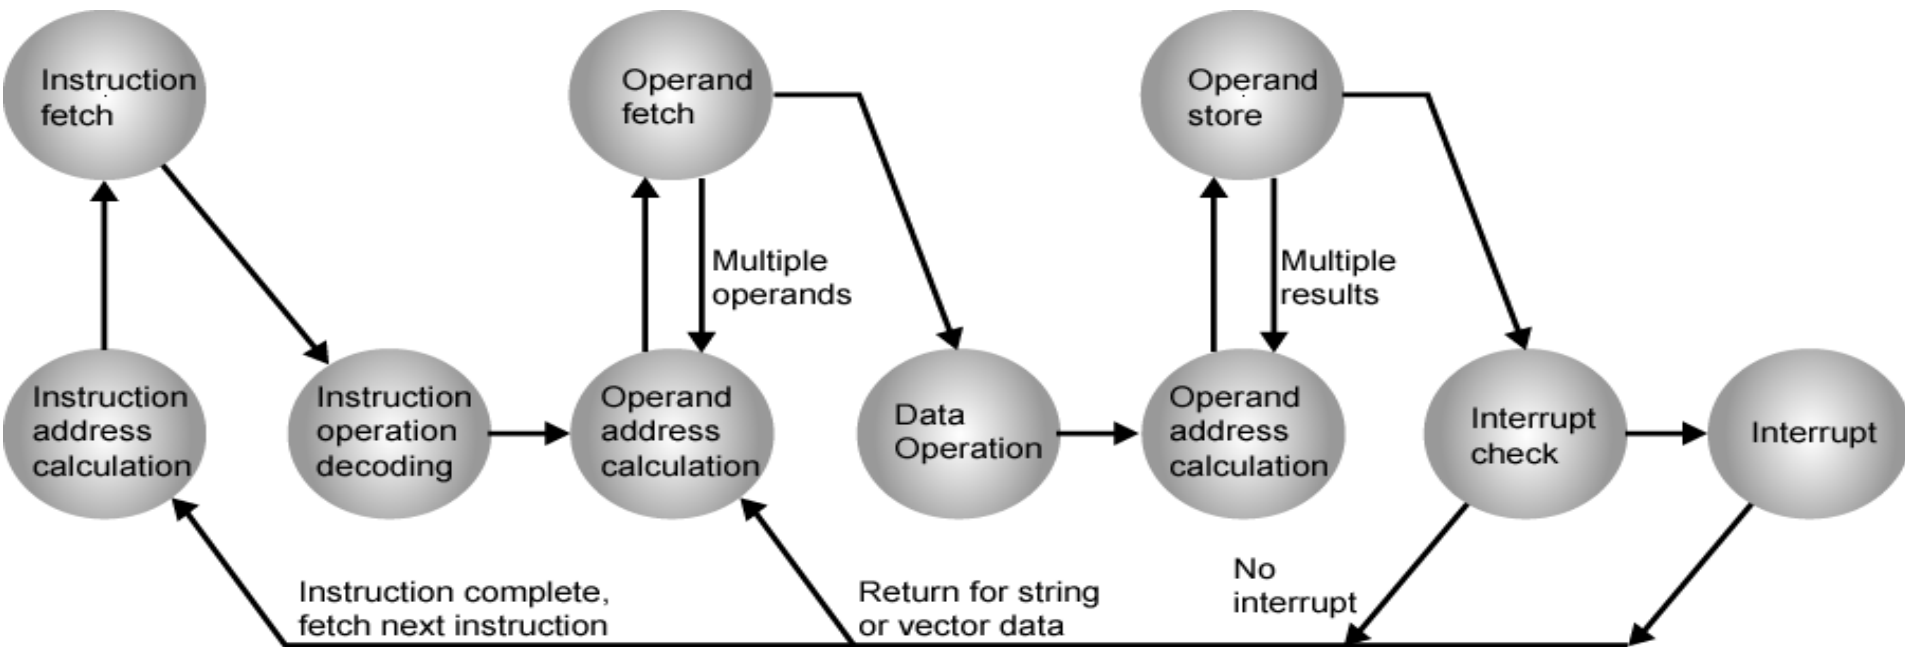 Instruction
fetch
Operand
fetch
Operand
store
Multiple
operands
Multiple
results
Instruction
address
calculation
Instruction
operation
decoding
Operand
address
calculation
Data
Operation
Operand
address
calculation
Interrupt
check
Interrupt
Instruction complete,
fetch next instruction
Return for string
or vector data
No
interrupt